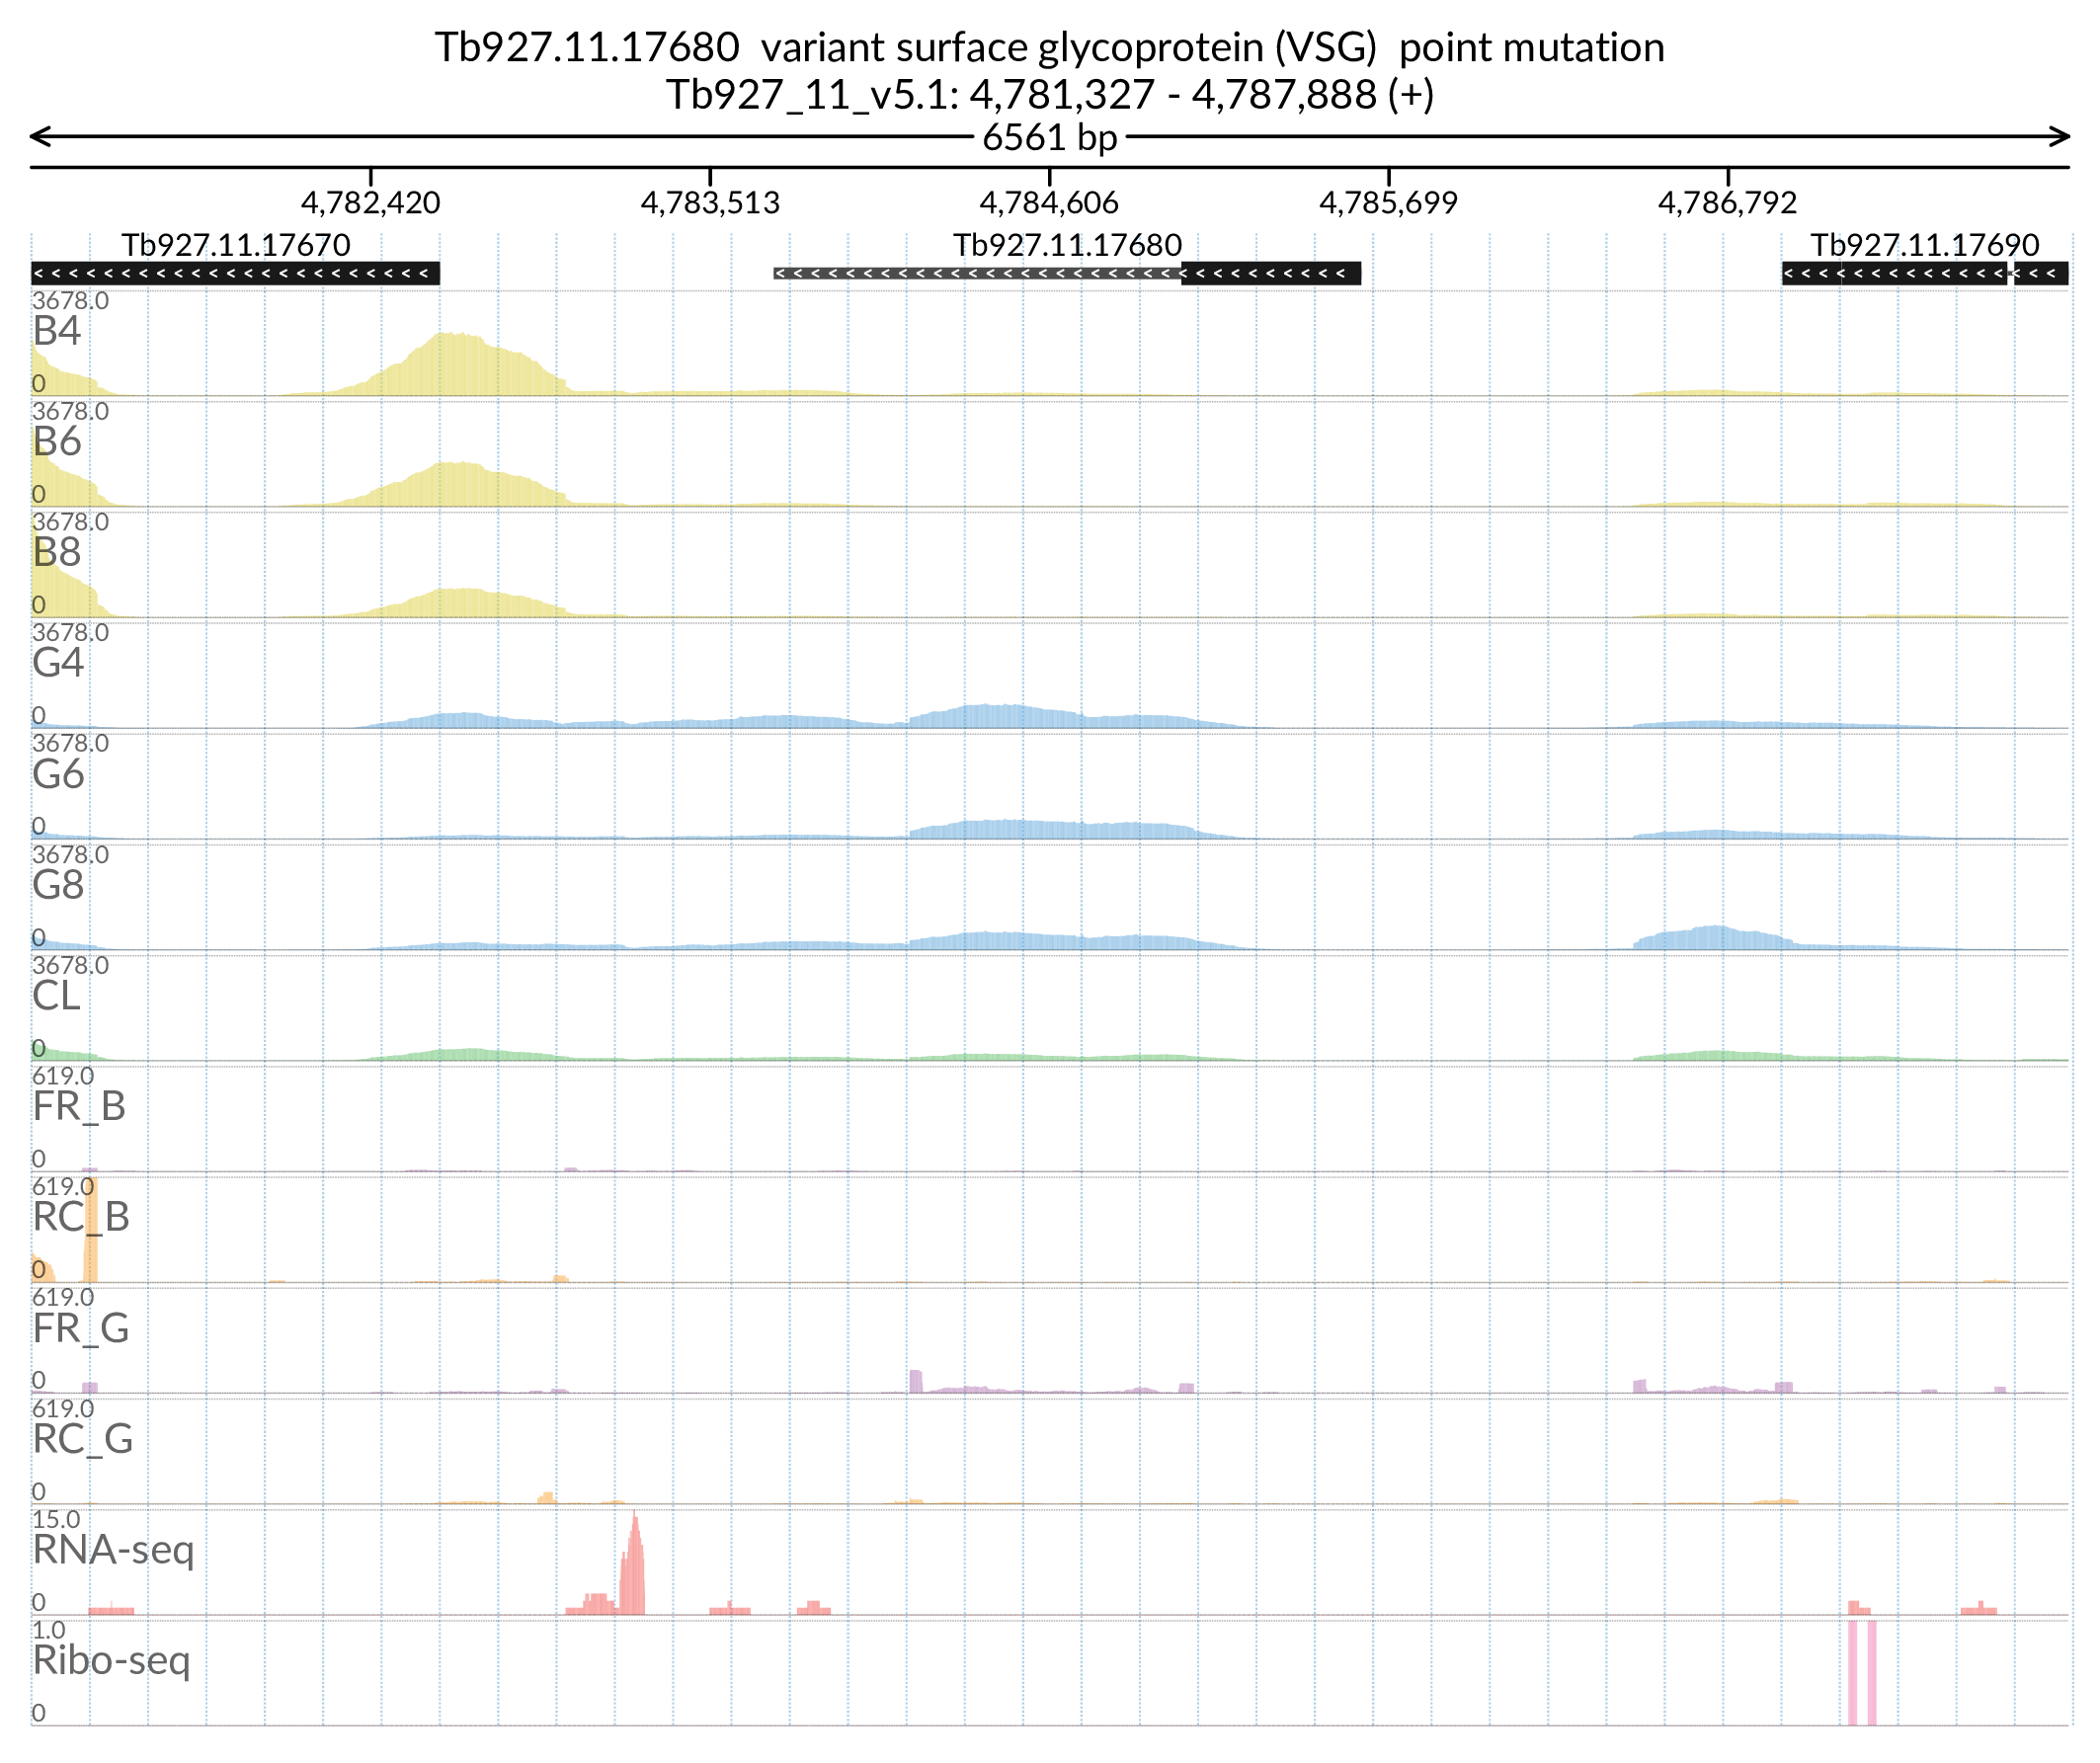 Tb927.11.17680 variant surface glycoprotein (VSG) point mutation
Tb927_11_v5.1: 4,781,327 - 4,787,888 (+)
6561 bp
4,782,420 4,783,513 4,784,606 4,785,699 4,786,792
Tb927.11.17670 Tb927.11.17680 Tb927.11.17690
3678.0
B4
0
3678.0
B6
0
3678.0
B8
0
3678.0
G4
0
3678.0
G6
0
3678.0
G8
0
3678.0
CL
0
619.0
FR_B
0
619.0
RC_B
0
619.0
FR_G
0
619.0
RC_G
0
15.0
RNA-seq
0
1.0
Ribo-seq
0